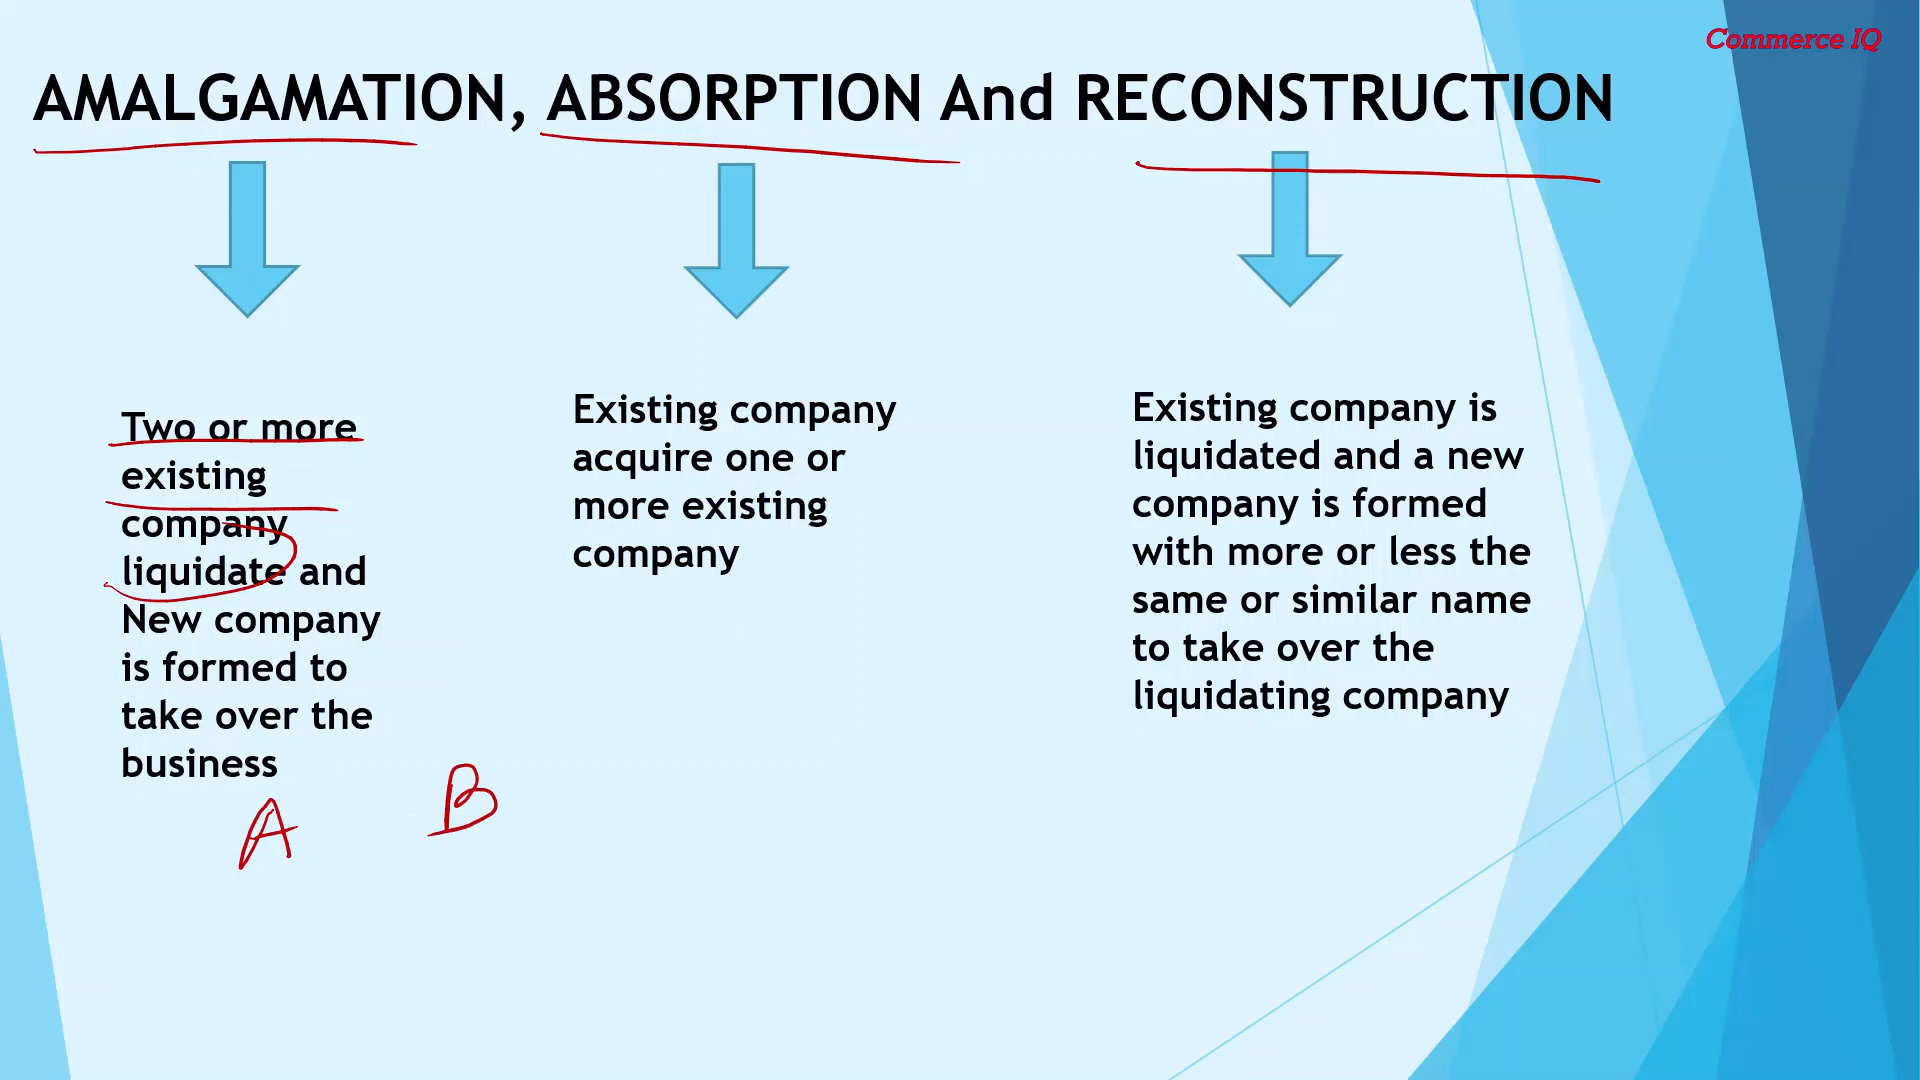 Commerce IQ
AMALGAMATION, ABSORPTION And RECONSTRUCTION
Two or more
existing
company
liquidate and
New company
is formed to
take over the
business
A B
Existing company
acquire one or
more existing
company
Existing company is
liquidated and a new
company is formed
with more or less the
same or similar name
to take over the
liquidating company